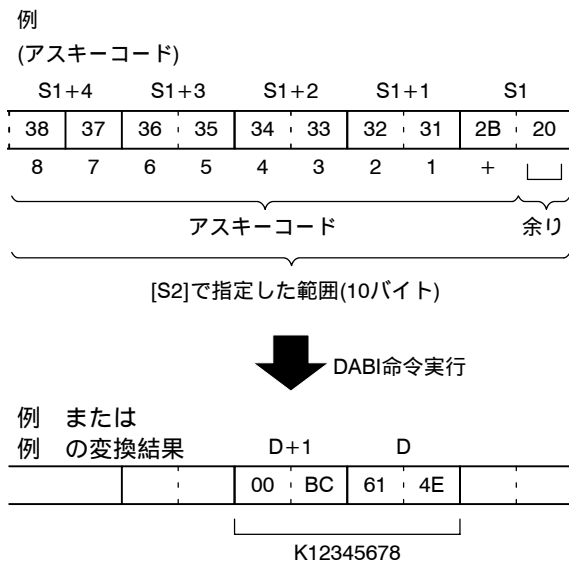 例
(アスキーコード)
S1+4 S1+3 S1+2 S1+1 S1
38 37 36 35 34 33 32 31 2B 20
8 7 6 5 4 3 2 1 +
アスキーコード 余り
[S2]で指定した範囲(10バイト)
DABI命令実行
例 または
例 の変換結果 D+1 D
00 BC 61 4E
K12345678